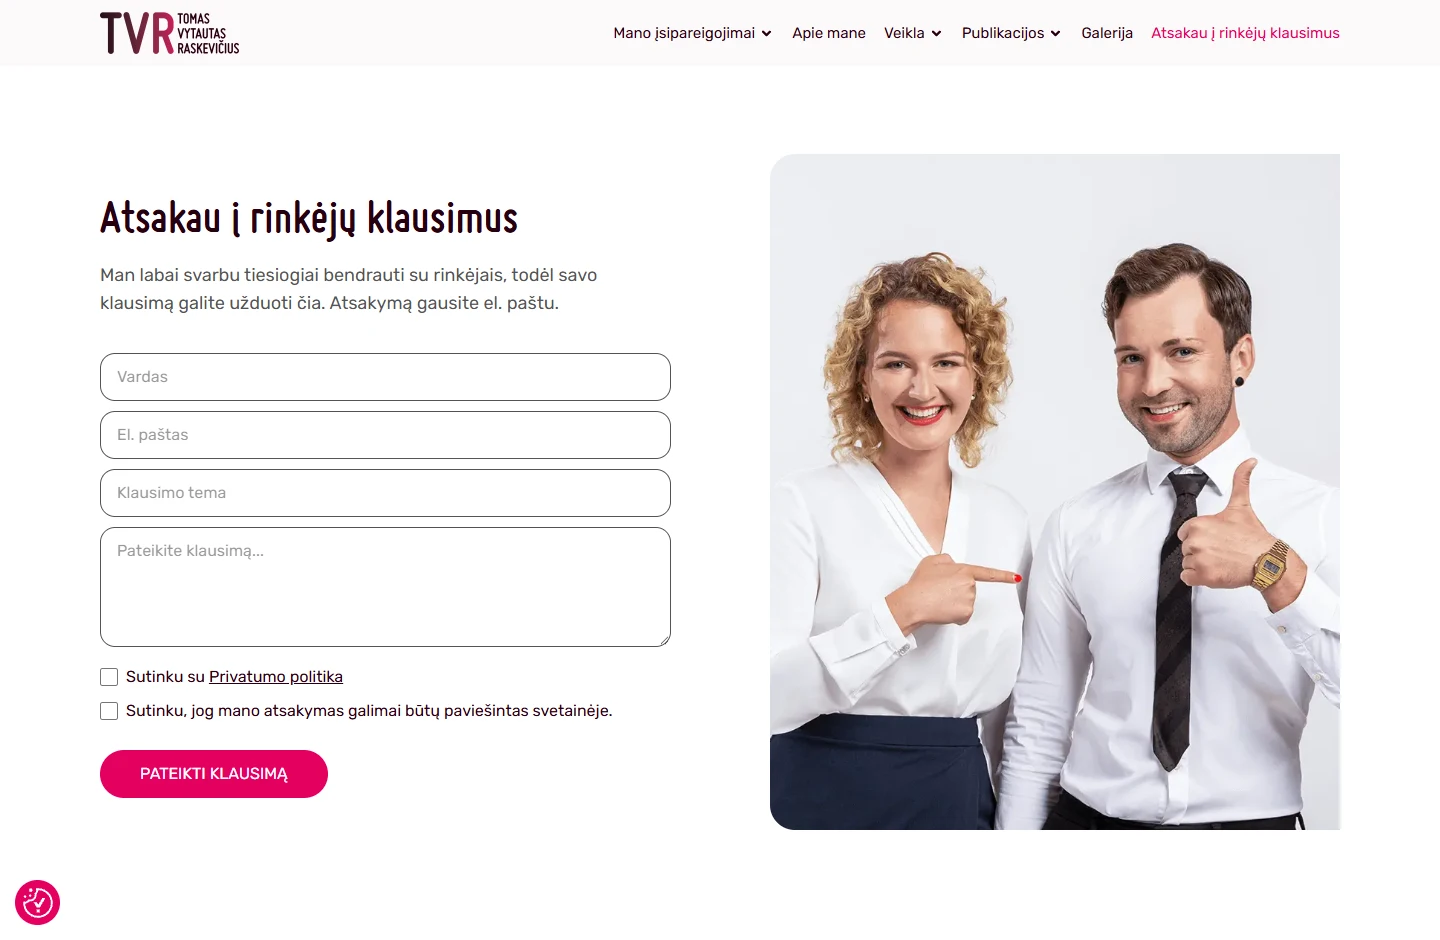 TVR TOMAS
VYTAUTAS
RASKEVIČIUS
Mano įsipareigojimai
Apie mane
Veikla
Publikacijos
Galerija
Atsakau į rinkėjų klausimus
Atsakau į rinkėjų klausimus
Man labai svarbu tiesiogiai bendrauti su rinkėjais, todėl savo
klausimą galite užduoti čia. Atsakymą gausite el. paštu.
Vardas
El. paštas
Klausimo tema
Pateikite klausimą...
Sutinku su Privatumo politika
Sutinku, jog mano atsakymas galimai būtų paviešintas svetainėje.
PATEIKTI KLAUSIMĄ